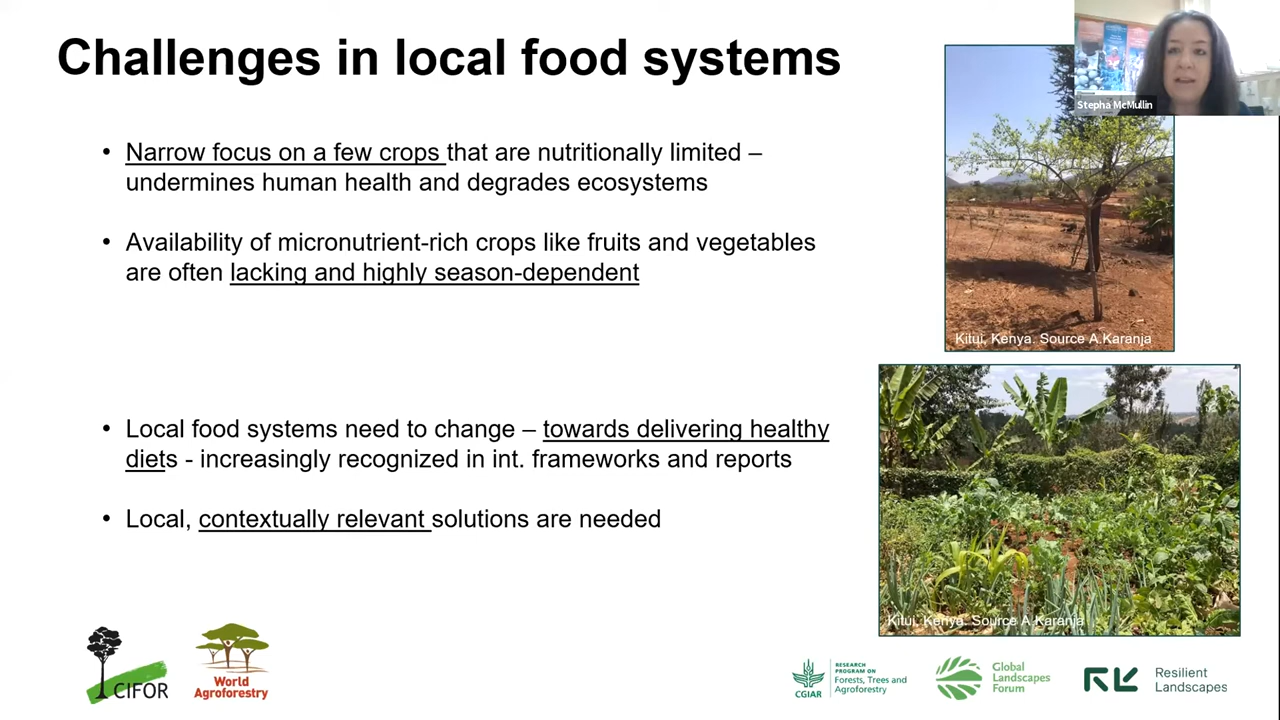 Challenges in local food systems
Stepha McMullin
• Narrow focus on a few crops that are nutritionally limited –
undermines human health and degrades ecosystems
• Availability of micronutrient-rich crops like fruits and vegetables
are often lacking and highly season-dependent
Kitui, Kenya. Source A.Karanja
• Local food systems need to change – towards delivering healthy
diets - increasingly recognized in int. frameworks and reports
• Local, contextually relevant solutions are needed
Kitui, Kenya. Source A.Karanja
CIFOR
World
Agroforestry
CGIAR
RESEARCH
PROGRAM ON
Forests, Trees and
Agroforestry
Global
Landscapes
Forum
Resilient
Landscapes